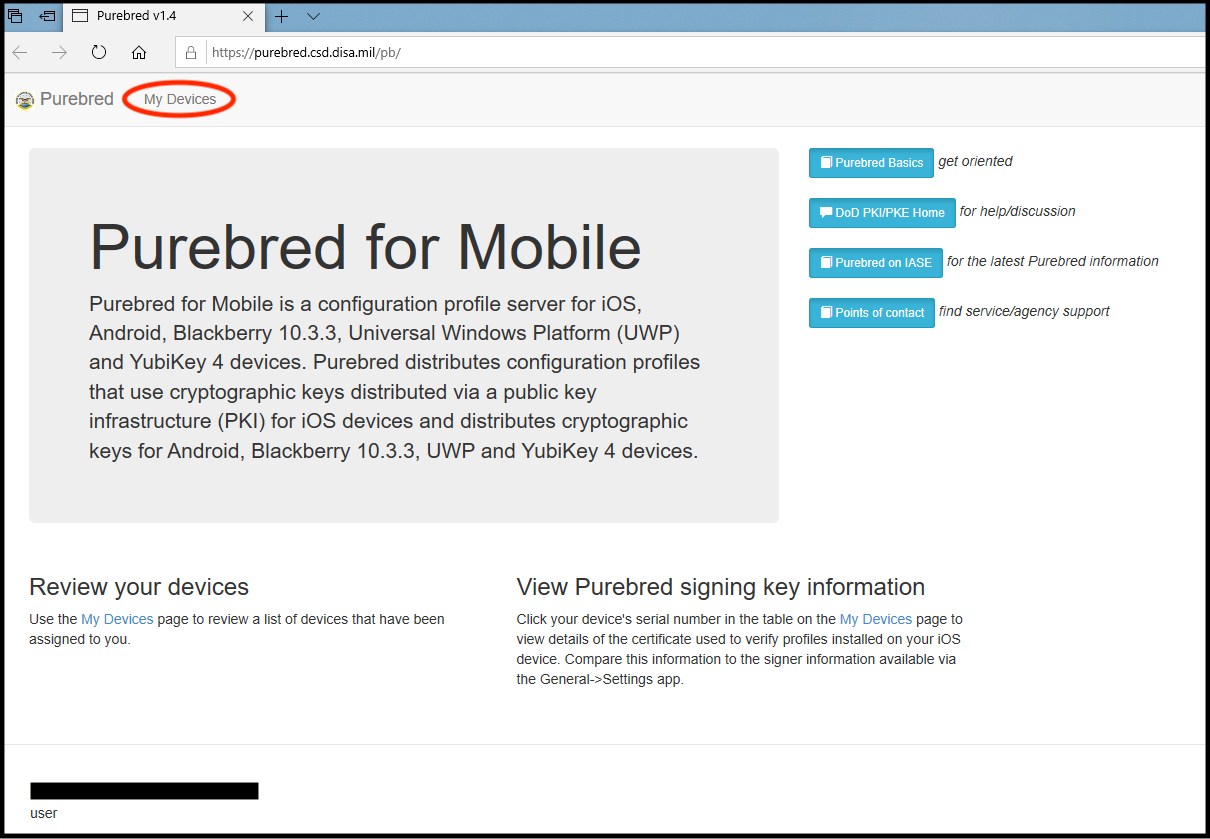 Purebred v1.4
https://purebred.csd.disa.mil/pb/
Purebred My Devices
Purebred for Mobile
Purebred for Mobile is a configuration profile server for iOS,
Android, Blackberry 10.3.3, Universal Windows Platform (UWP)
and YubiKey 4 devices. Purebred distributes configuration profiles
that use cryptographic keys distributed via a public key
infrastructure (PKI) for iOS devices and distributes cryptographic
keys for Android, Blackberry 10.3.3, UWP and YubiKey 4 devices.
Purebred Basics get oriented
DoD PKI/PKE Home for help/discussion
Purebred on IASE for the latest Purebred information
Points of contact find service/agency support
Review your devices
Use the My Devices page to review a list of devices that have been
assigned to you.
View Purebred signing key information
Click your device's serial number in the table on the My Devices page to
view details of the certificate used to verify profiles installed on your iOS
device. Compare this information to the signer information available via
the General->Settings app.
user